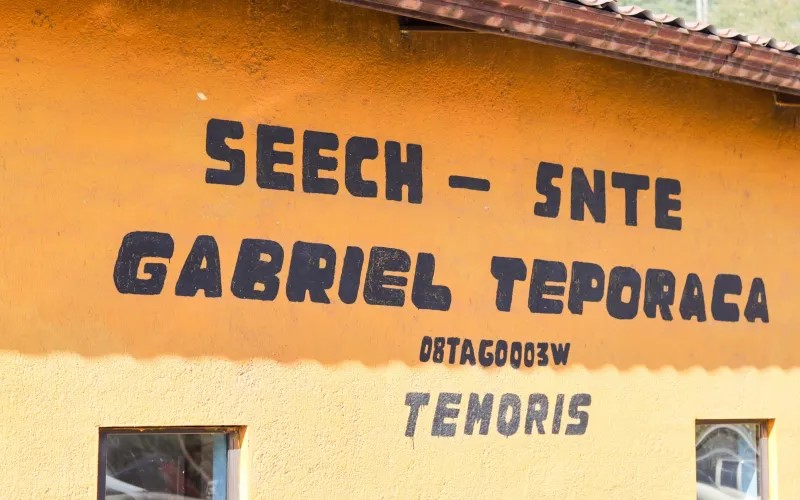 SEECH - SNTE
GABRIEL TEPORACA
08TAG0003W
TEMORIS